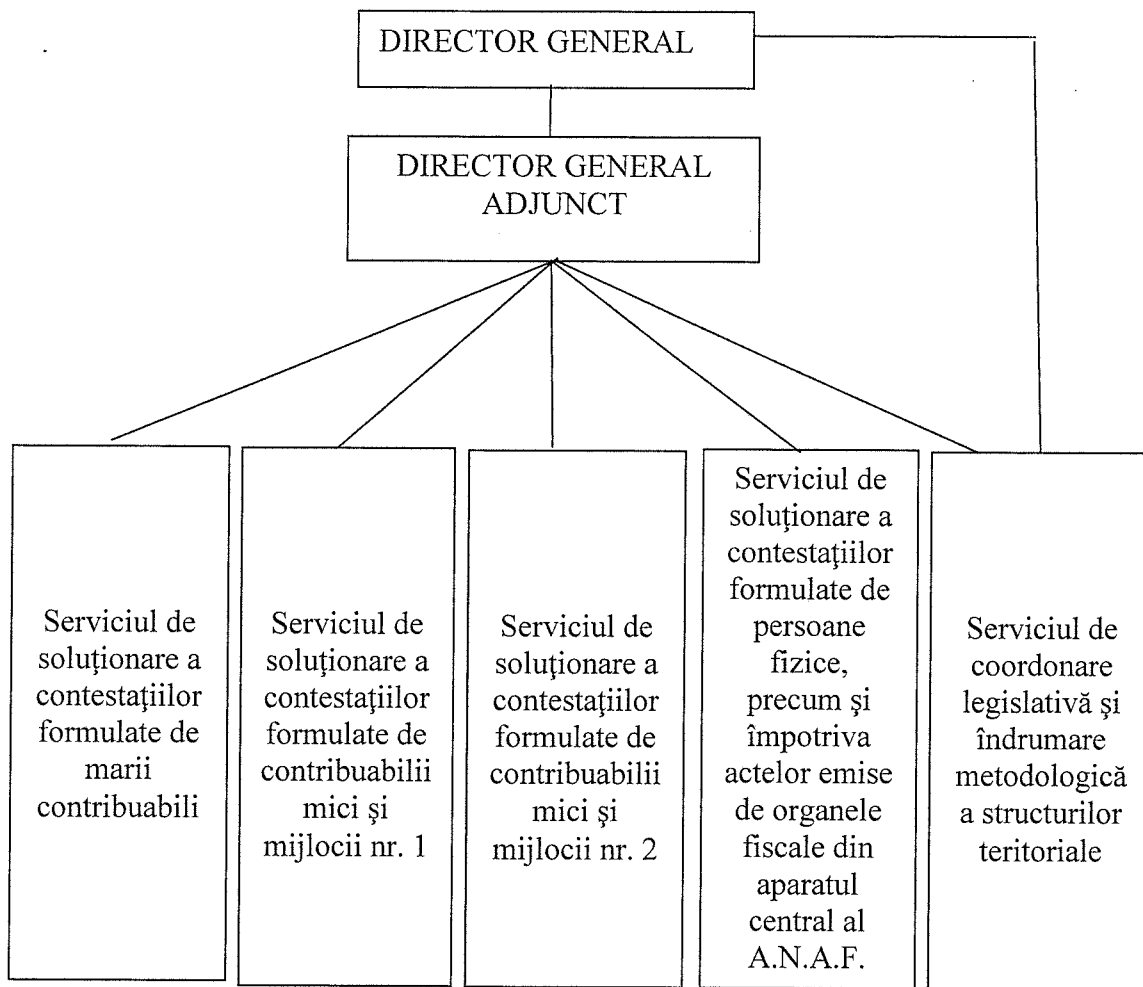 DIRECTOR GENERAL
DIRECTOR GENERAL
ADJUNCT
Serviciul de
soluţionare a
contestaţiilor
formulate de
marii
contribuabili
Serviciul de
soluţionare a
contestaţiilor
formulate de
contribuabilii
mici şi
mijlocii nr. 1
Serviciul de
soluţionare a
contestaţiilor
formulate de
contribuabilii
mici şi
mijlocii nr. 2
Serviciul de
soluţionare a
contestaţiilor
formulate de
persoane
fizice,
precum şi
împotriva
actelor emise
de organele
fiscale din
aparatul
central al
A.N.A.F.
Serviciul de
coordonare
legislativă şi
îndrumare
metodologică
a structurilor
teritoriale